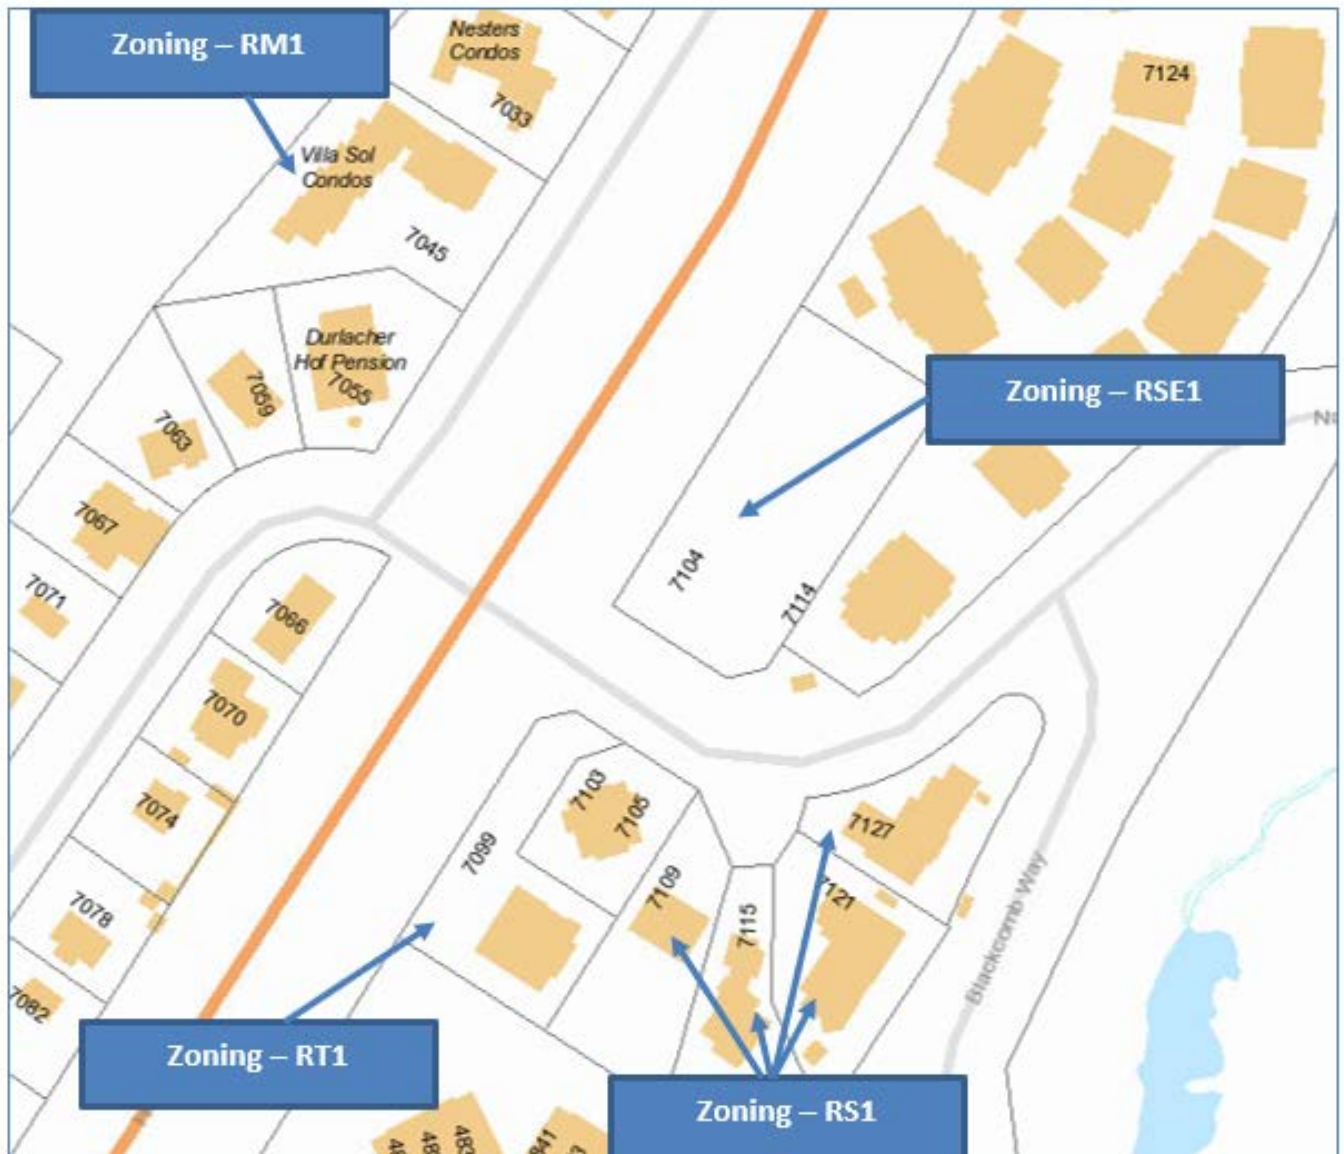 Zoning – RM1
Nesters
Condos
7033
7124
Villa Sol
Condos
7045
Durlacher
Hof Pension
7055
7059
7063
Zoning – RSE1
7067
7104
7114
7071
7066
7070
7074
7103
7105
7099
7127
7109
7121
7115
7078
Blackcomb Way
7082
Zoning – RT1
Zoning – RS1